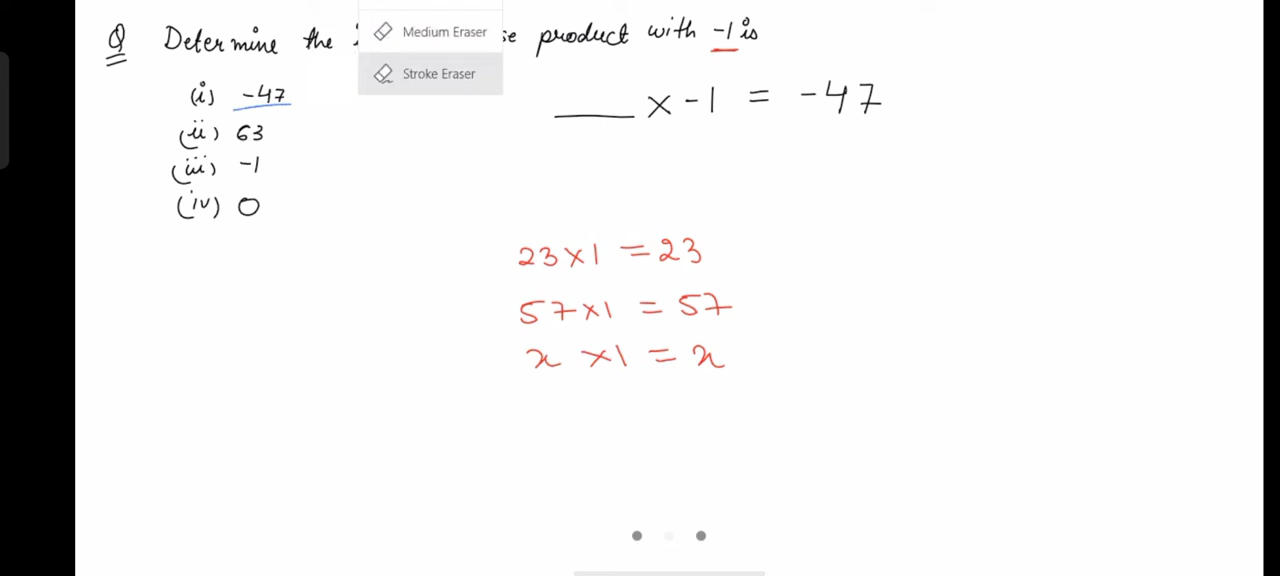 Q Determine the se product with -1 is
Medium Eraser
Stroke Eraser
(i) -47
(ii) 63
(iii) -1
(iv) 0
___ x -1 = -47
23 x 1 = 23
57 x 1 = 57
x x 1 = x